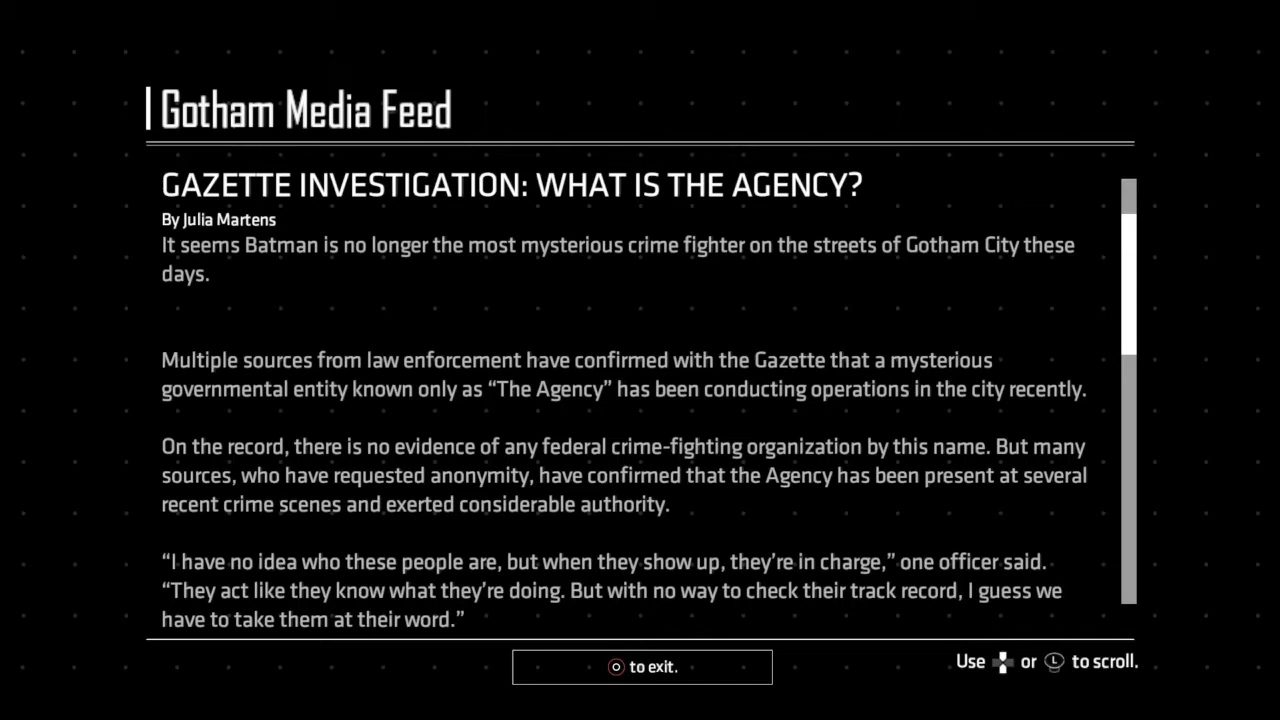 Gotham Media Feed
GAZETTE INVESTIGATION: WHAT IS THE AGENCY?
By Julia Martens
It seems Batman is no longer the most mysterious crime fighter on the streets of Gotham City these
days.
Multiple sources from law enforcement have confirmed with the Gazette that a mysterious
governmental entity known only as “The Agency” has been conducting operations in the city recently.
On the record, there is no evidence of any federal crime-fighting organization by this name. But many
sources, who have requested anonymity, have confirmed that the Agency has been present at several
recent crime scenes and exerted considerable authority.
“I have no idea who these people are, but when they show up, they’re in charge,” one officer said.
“They act like they know what they’re doing. But with no way to check their track record, I guess we
have to take them at their word.”
to exit.
Use or L to scroll.